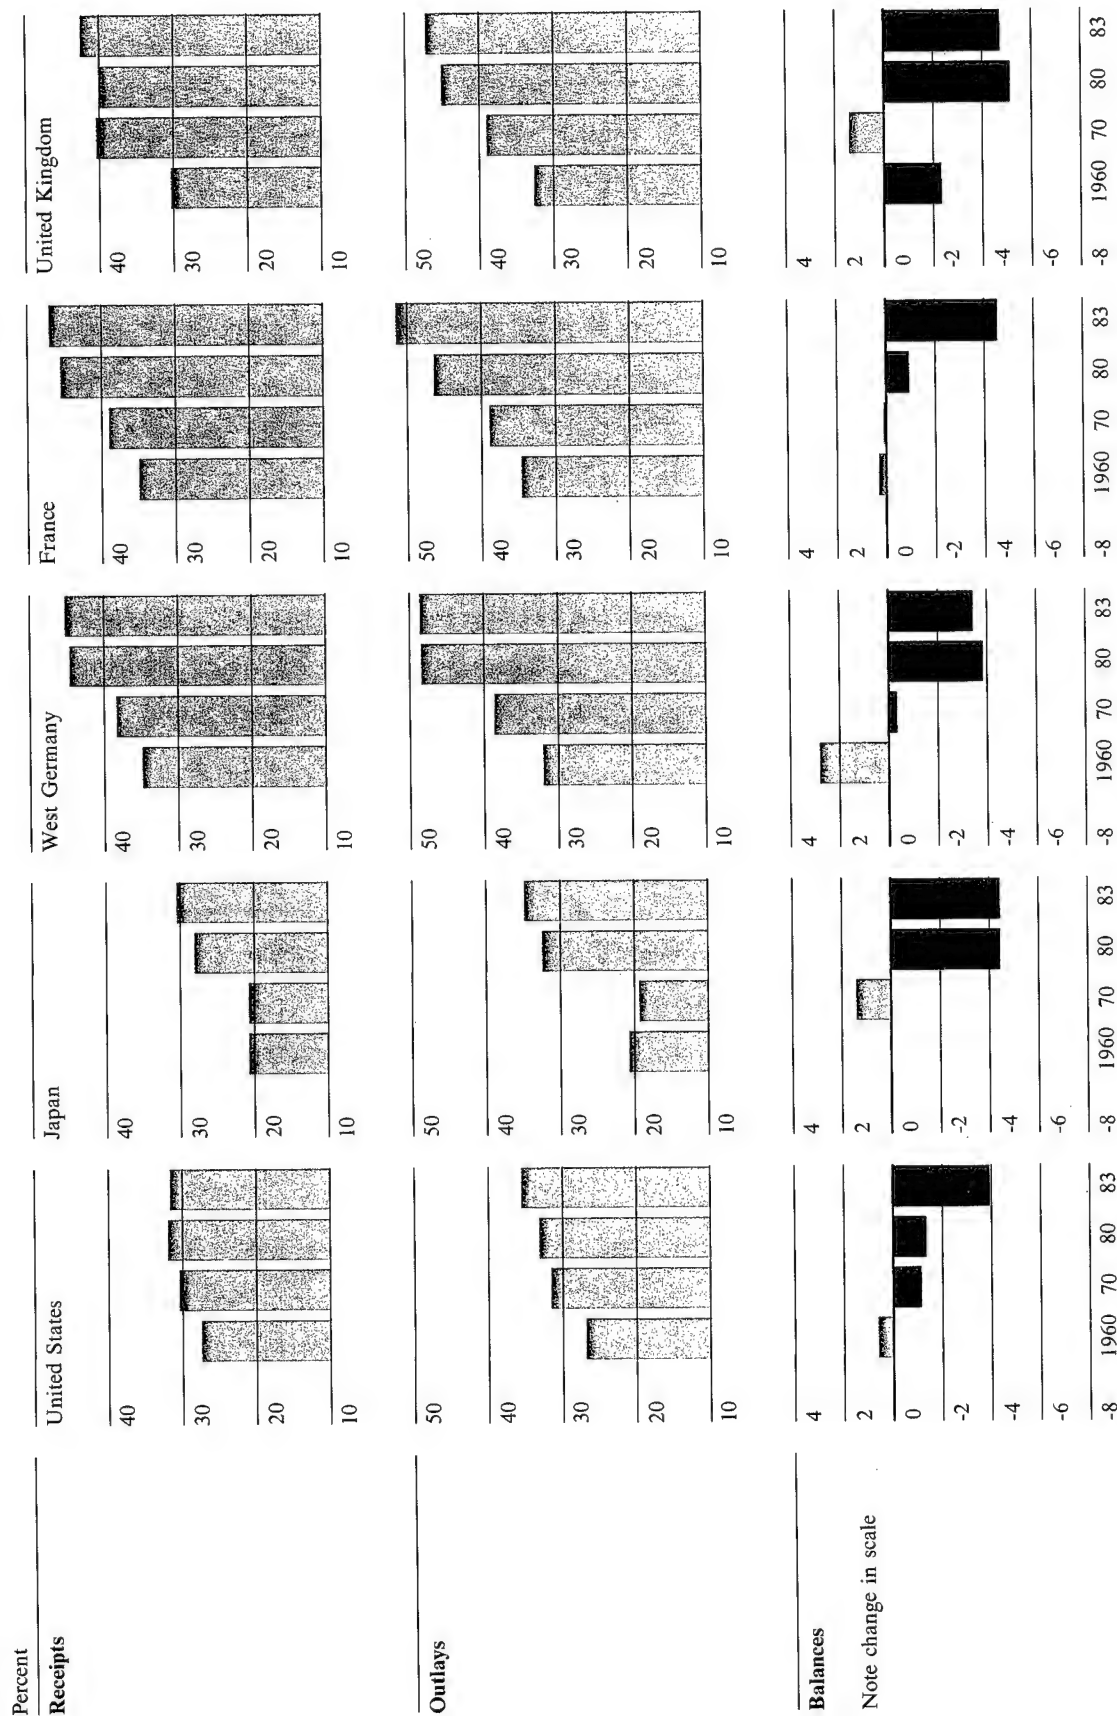 Percent
Receipts United States Japan West Germany France United Kingdom
40 40 40 40 40
30 30 30 30 30
20 20 20 20 20
10 10 10 10 10
Outlays
50 50 50 50 50
40 40 40 40 40
30 30 30 30 30
20 20 20 20 20
10 10 10 10 10
Balances
4 4 4 4 4
Note change in scale
2 2 2 2 2
0 0 0 0 0
-2 -2 -2 -2 -2
-4 -4 -4 -4 -4
-6 -6 -6 -6 -6
-8 1960 70 80 83 -8 1960 70 80 83 -8 1960 70 80 83 -8 1960 70 80 83 -8 1960 70 80 83